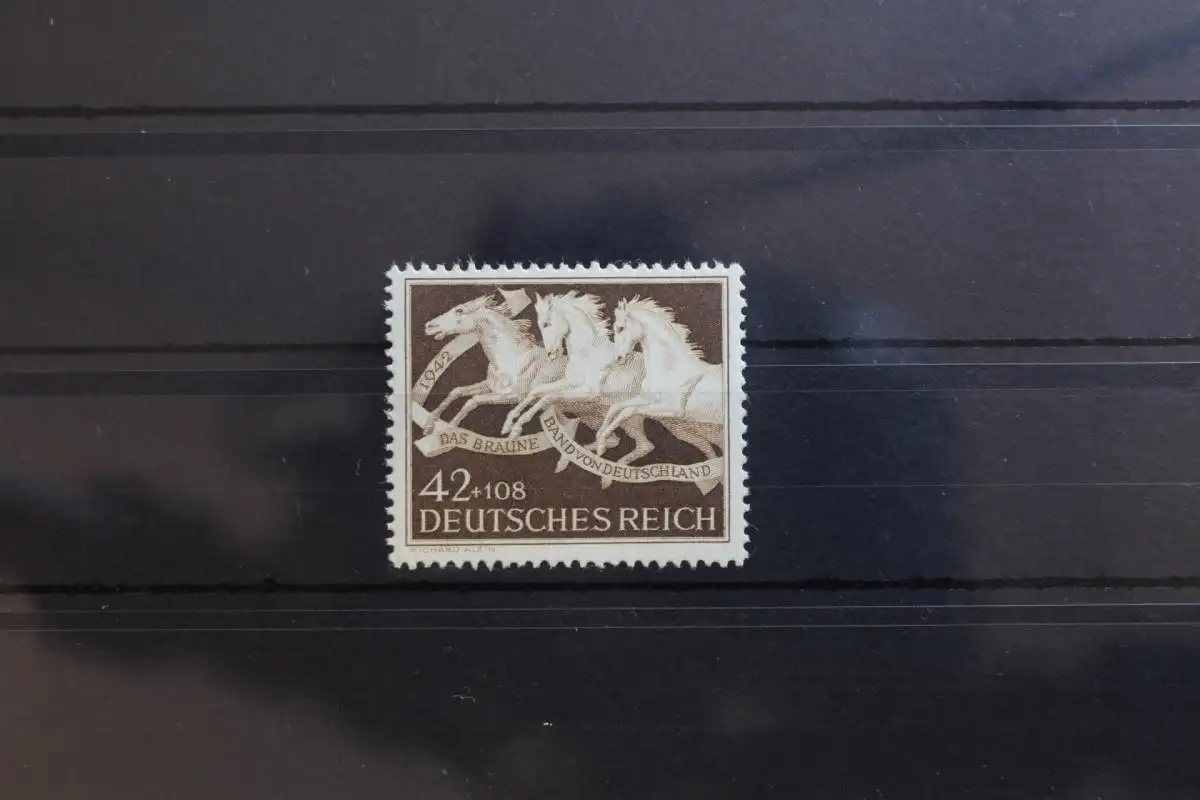 1942
DAS BRAUNE
BAND VON DEUTSCHLAND
42+108
DEUTSCHES REICH
RICHARD KLEIN